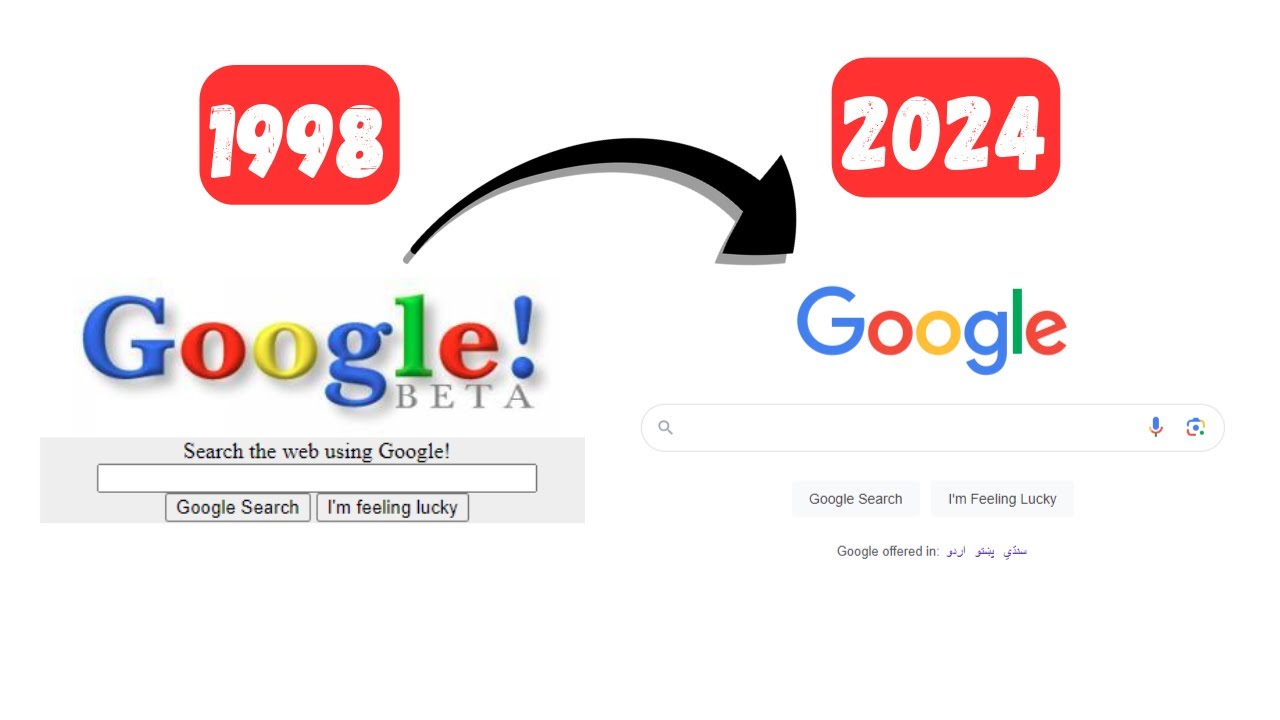 1998
2024
Google!
BETA
Search the web using Google!
Google Search
I'm feeling lucky
Google
Google Search
I'm Feeling Lucky
Google offered in: اردو پښتو سنڌي